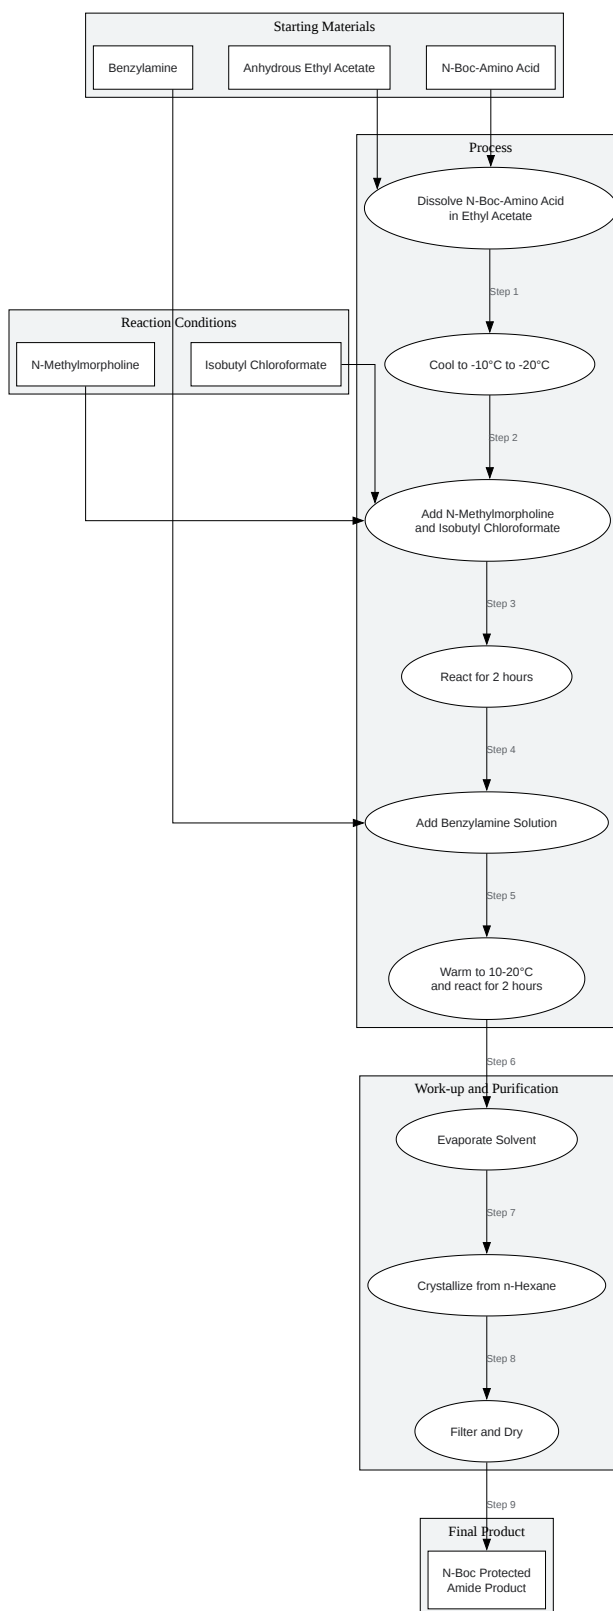 Starting Materials
Benzylamine
Anhydrous Ethyl Acetate
N-Boc-Amino Acid
Process
Dissolve N-Boc-Amino Acid
in Ethyl Acetate
Step 1
Reaction Conditions
N-Methylmorpholine
Isobutyl Chloroformate
Cool to -10°C to -20°C
Step 2
Add N-Methylmorpholine
and Isobutyl Chloroformate
Step 3
React for 2 hours
Step 4
Add Benzylamine Solution
Step 5
Warm to 10-20°C
and react for 2 hours
Step 6
Work-up and Purification
Evaporate Solvent
Step 7
Crystallize from n-Hexane
Step 8
Filter and Dry
Step 9
Final Product
N-Boc Protected
Amide Product